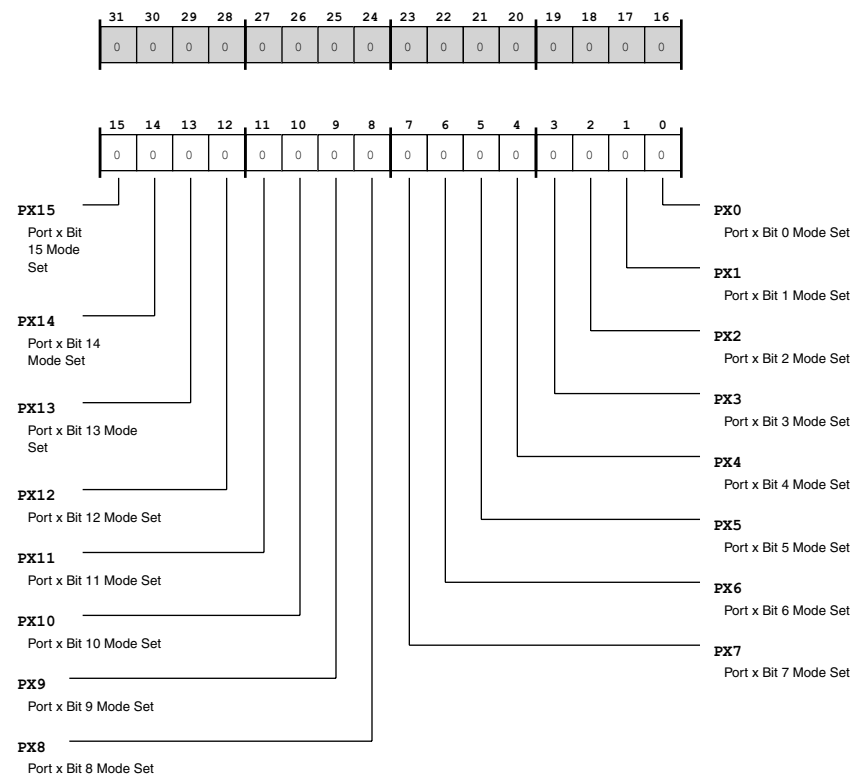 31 30 29 28 27 26 25 24 23 22 21 20 19 18 17 16
0 0 0 0 0 0 0 0 0 0 0 0 0 0 0 0
15 14 13 12 11 10 9 8 7 6 5 4 3 2 1 0
0 0 0 0 0 0 0 0 0 0 0 0 0 0 0 0
PX15
Port x Bit
15 Mode
Set
PX14
Port x Bit 14
Mode Set
PX13
Port x Bit 13 Mode
Set
PX12
Port x Bit 12 Mode Set
PX11
Port x Bit 11 Mode Set
PX10
Port x Bit 10 Mode Set
PX9
Port x Bit 9 Mode Set
PX8
Port x Bit 8 Mode Set
PX0
Port x Bit 0 Mode Set
PX1
Port x Bit 1 Mode Set
PX2
Port x Bit 2 Mode Set
PX3
Port x Bit 3 Mode Set
PX4
Port x Bit 4 Mode Set
PX5
Port x Bit 5 Mode Set
PX6
Port x Bit 6 Mode Set
PX7
Port x Bit 7 Mode Set